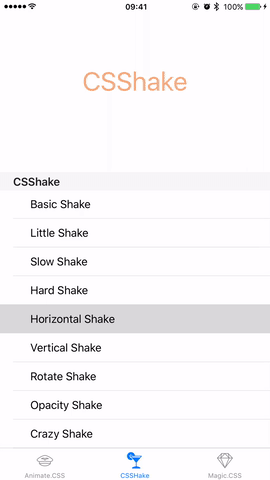 09:41
100%
CSShake
CSShake
Basic Shake
Little Shake
Slow Shake
Hard Shake
Horizontal Shake
Vertical Shake
Rotate Shake
Opacity Shake
Crazy Shake
Animate.CSS
CSSHake
Magic.CSS